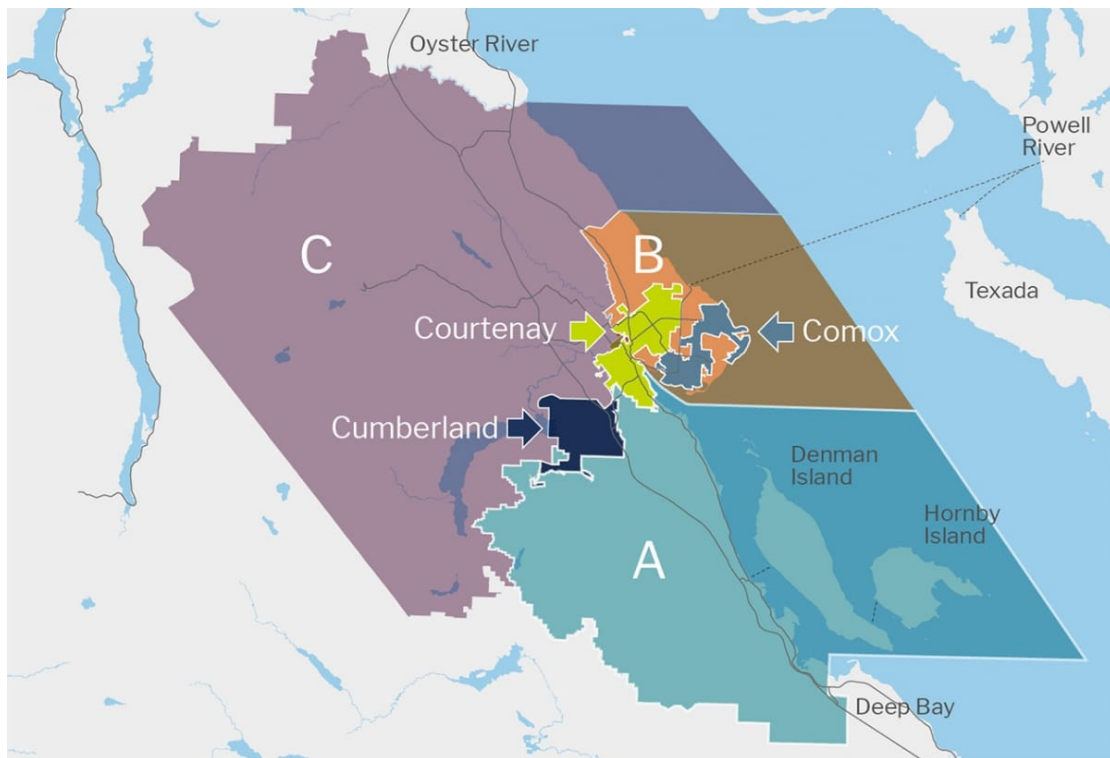 Oyster River
Powell
River
C
B
Texada
Courtenay
Comox
Cumberland
Denman
Island
Hornby
Island
A
Deep Bay